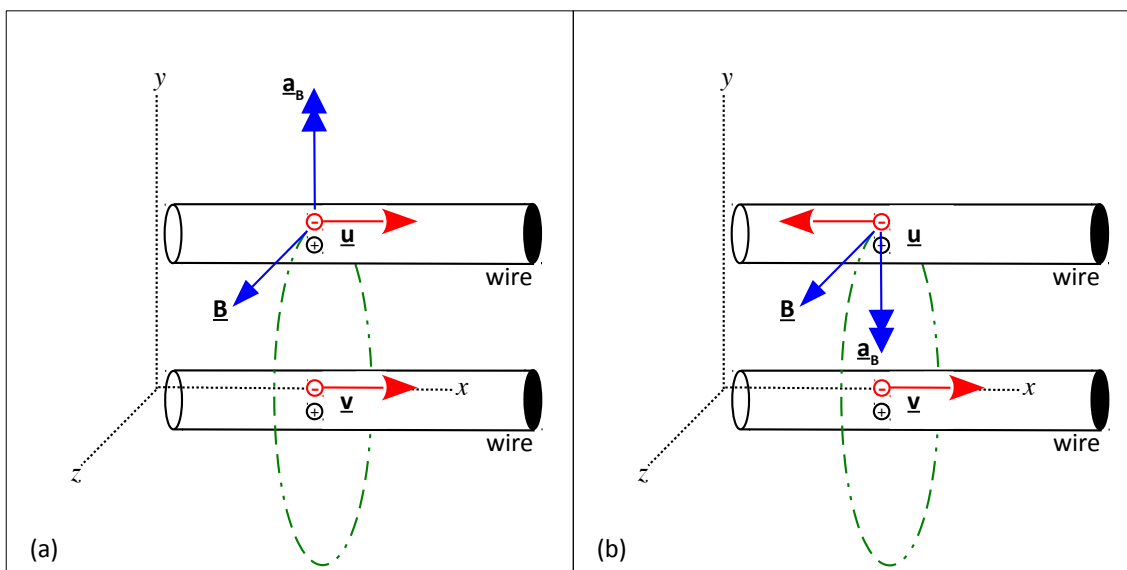 y
a_B
-
+
u
wire
B
-
+
v
x
wire
z
(a)
y
-
+
u
wire
B
a_B
-
+
v
x
wire
z
(b)